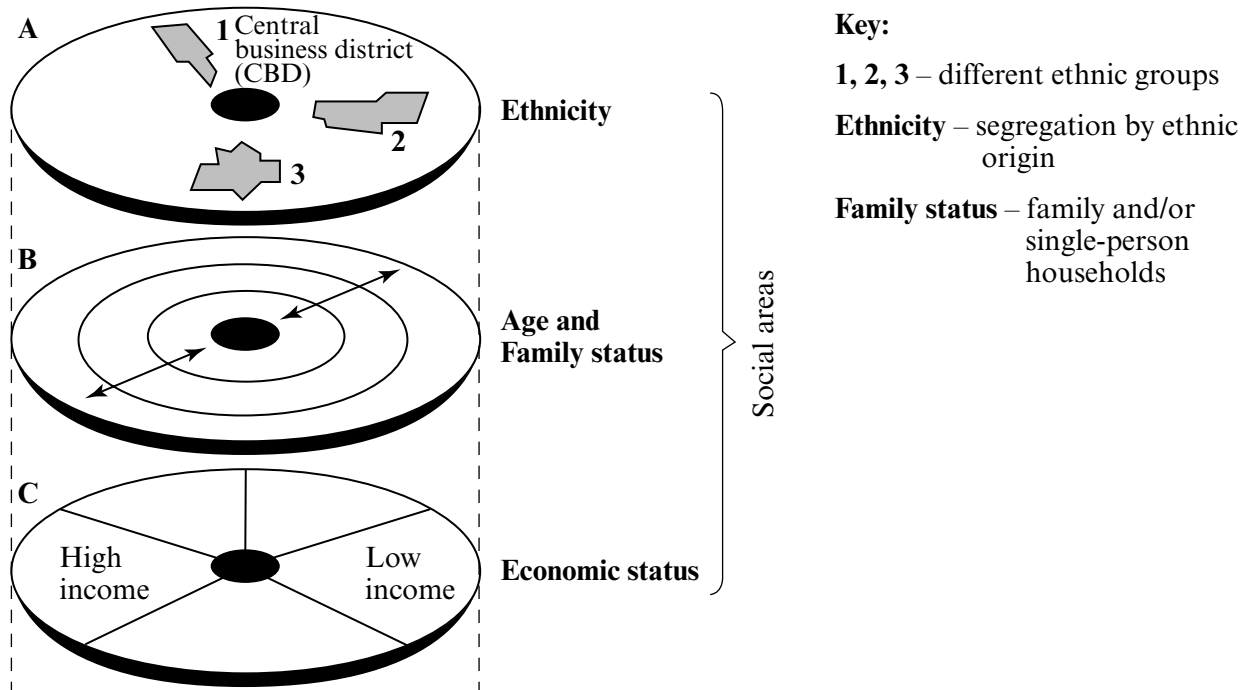 A
1 Central
business district
(CBD)
2
3
Ethnicity
B
Age and
Family status
C
High
income
Low
income
Economic status
Social areas
Key:
1, 2, 3 – different ethnic groups
Ethnicity – segregation by ethnic
origin
Family status – family and/or
single-person
households